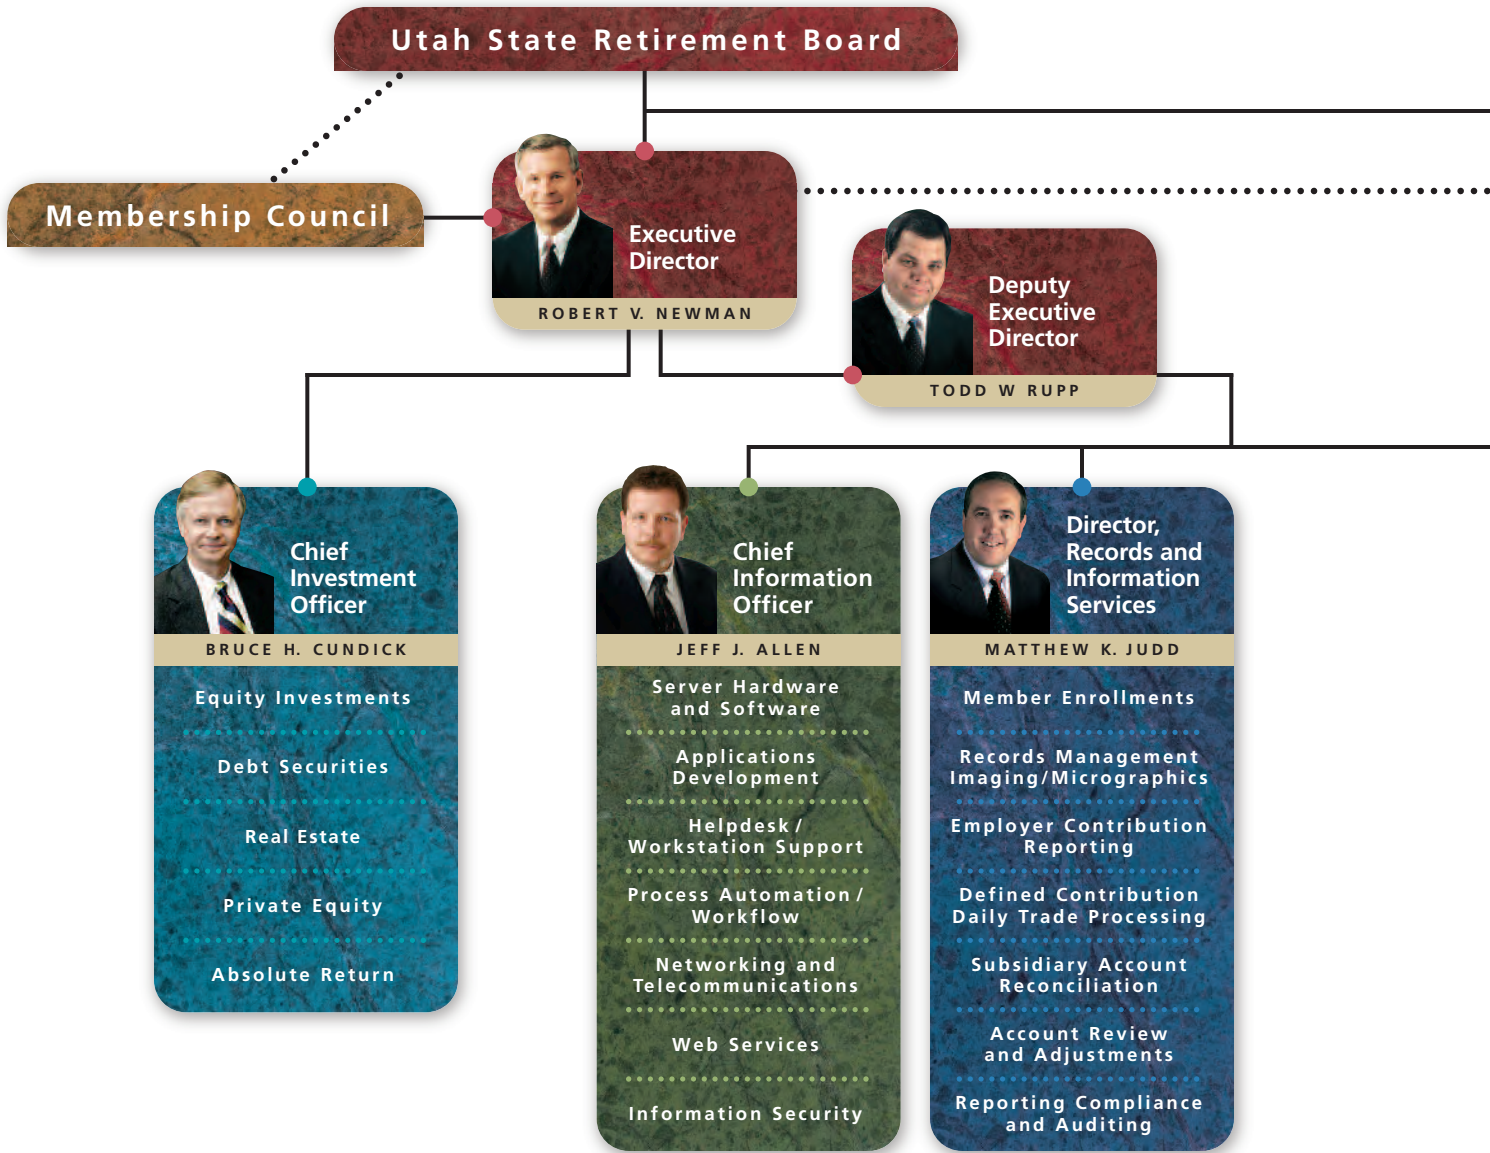 Utah State Retirement Board
Membership Council
Executive
Director
ROBERT V. NEWMAN
Deputy
Executive
Director
TODD W RUPP
Chief
Investment
Officer
BRUCE H. CUNDICK
Equity Investments
Debt Securities
Real Estate
Private Equity
Absolute Return
Chief
Information
Officer
JEFF J. ALLEN
Server Hardware
and Software
Applications
Development
Helpdesk /
Workstation Support
Process Automation /
Workflow
Networking and
Telecommunications
Web Services
Information Security
Director,
Records and
Information
Services
MATTHEW K. JUDD
Member Enrollments
Records Management
Imaging/Micrographics
Employer Contribution
Reporting
Defined Contribution
Daily Trade Processing
Subsidiary Account
Reconciliation
Account Review
and Adjustments
Reporting Compliance
and Auditing